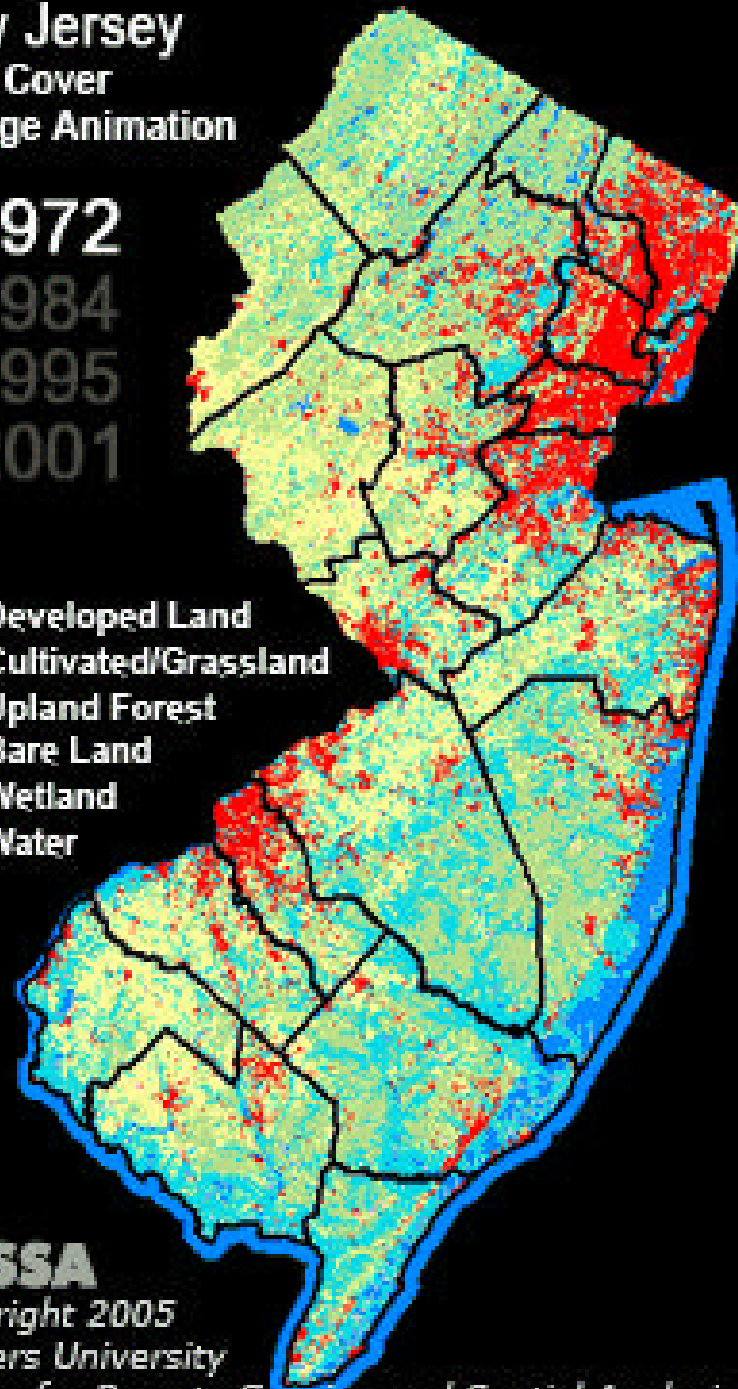 y Jersey
Cover
ge Animation
972
984
995
001
Developed Land
Cultivated/Grassland
Upland Forest
Bare Land
Wetland
Water
SSA
right 2005
ers University